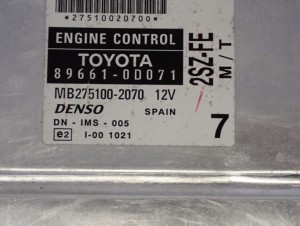 *27510020700*
ENGINE CONTROL
TOYOTA
89661-0D071
MB275100-2070 12V
DENSO SPAIN
DN-IMS-005
e2 I-00 1021
2SZ-FE
M/T
7